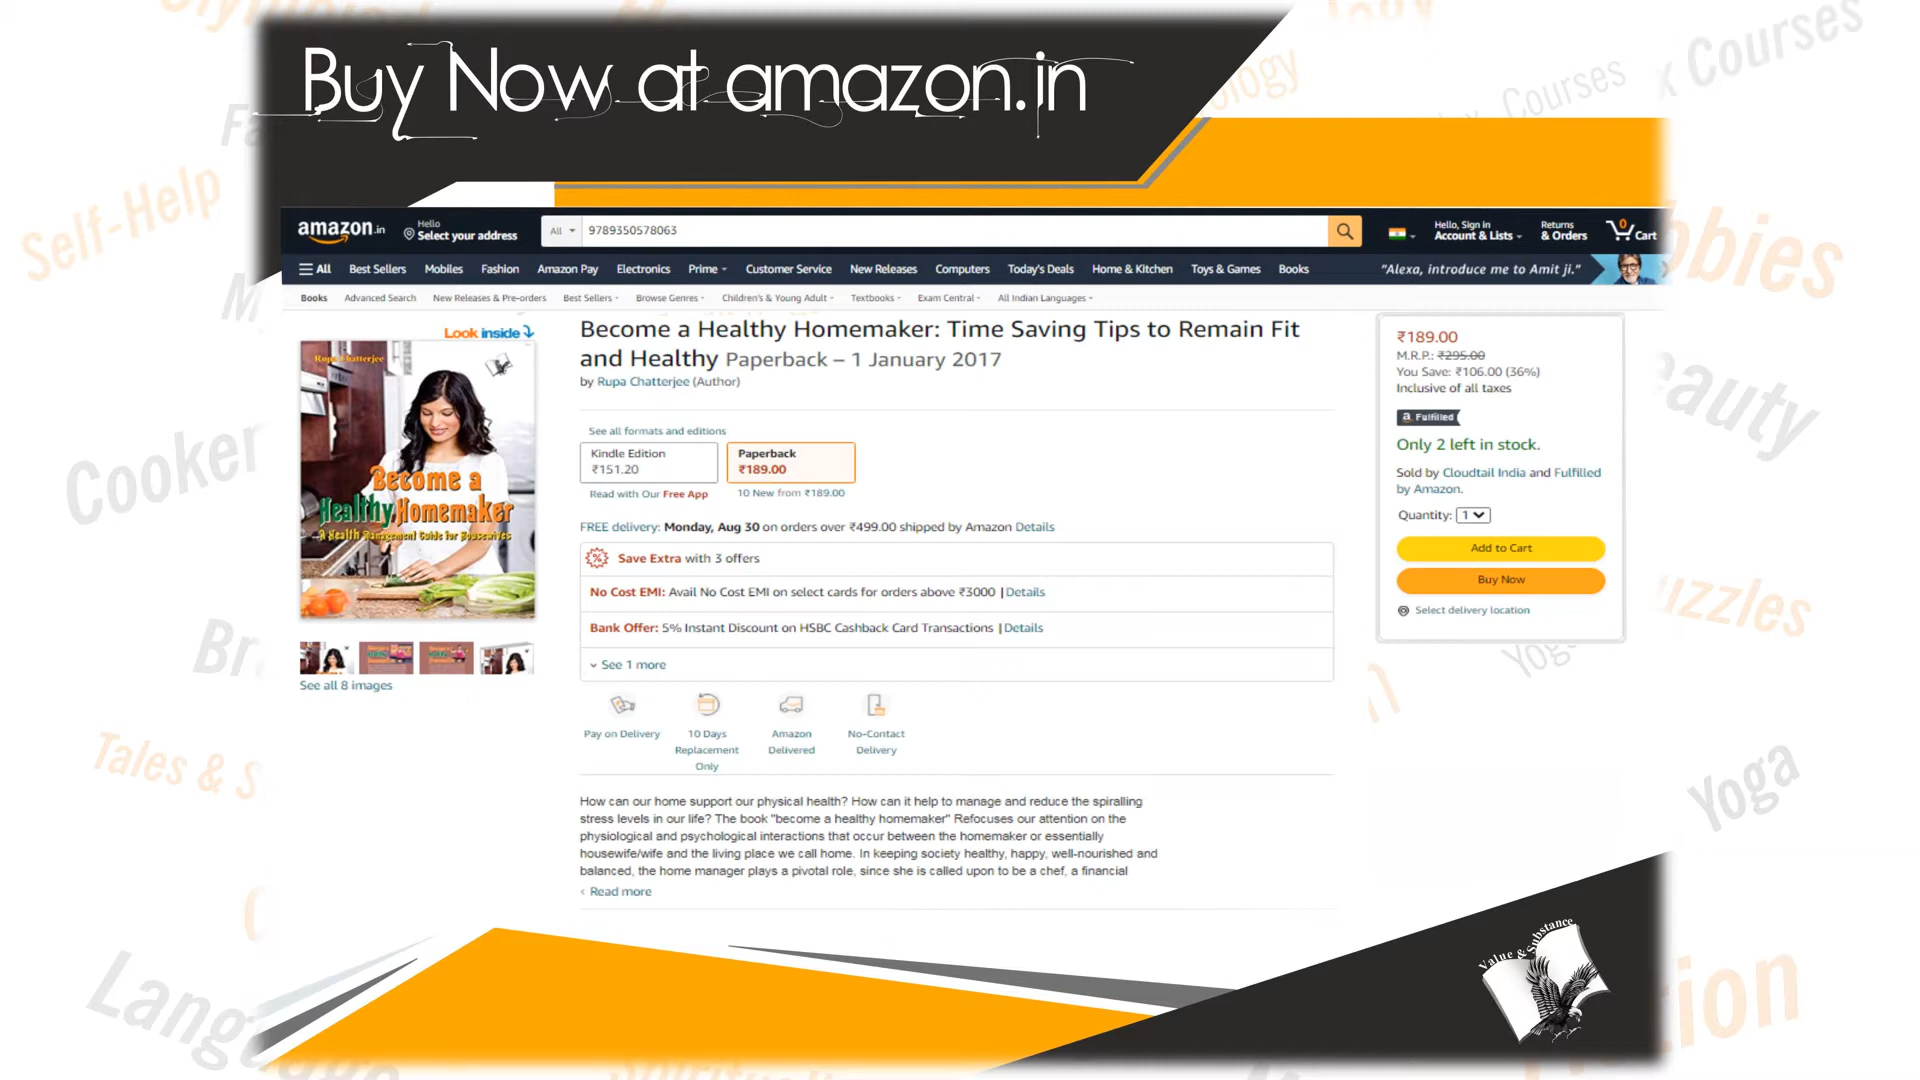 Buy Now at amazon.in
Self-Help
Courses
Courses
Beauty
Yoga
Yoga
amazon.in
Hello
Select your address
All
9789350578063
Hello, Sign in
Account & Lists
Returns
& Orders
0
Cart
All Best Sellers Mobiles Fashion Amazon Pay Electronics Prime Customer Service New Releases Computers Today's Deals Home & Kitchen Toys & Games Books
"Alexa, introduce me to Amit ji."
Books Advanced Search New Releases & Pre-orders Best Sellers Browse Genres Children's & Young Adult Textbooks Exam Central All Indian Languages
Look inside
Rupa Chatterjee
Become a
Healthy Homemaker
A Health Management Guide for Housewives
See all 8 images
Become a Healthy Homemaker: Time Saving Tips to Remain Fit
and Healthy Paperback – 1 January 2017
by Rupa Chatterjee (Author)
See all formats and editions
Kindle Edition
₹151.20
Paperback
₹189.00
Read with Our Free App
10 New from ₹189.00
FREE delivery: Monday, Aug 30 on orders over ₹499.00 shipped by Amazon Details
Save Extra with 3 offers
No Cost EMI: Avail No Cost EMI on select cards for orders above ₹3000 | Details
Bank Offer: 5% Instant Discount on HSBC Cashback Card Transactions | Details
See 1 more
Pay on Delivery
10 Days
Replacement
Only
Amazon
Delivered
No-Contact
Delivery
How can our home support our physical health? How can it help to manage and reduce the spiralling
stress levels in our life? The book "become a healthy homemaker" Refocuses our attention on the
physiological and psychological interactions that occur between the homemaker or essentially
housewife/wife and the living place we call home. In keeping society healthy, happy, well-nourished and
balanced, the home manager plays a pivotal role, since she is called upon to be a chef, a financial
Read more
₹189.00
M.R.P.: ₹295.00
You Save: ₹106.00 (36%)
Inclusive of all taxes
a Fulfilled
Only 2 left in stock.
Sold by Cloudtail India and Fulfilled
by Amazon.
Quantity: 1
Add to Cart
Buy Now
Select delivery location
Tales & S
Value & Substance